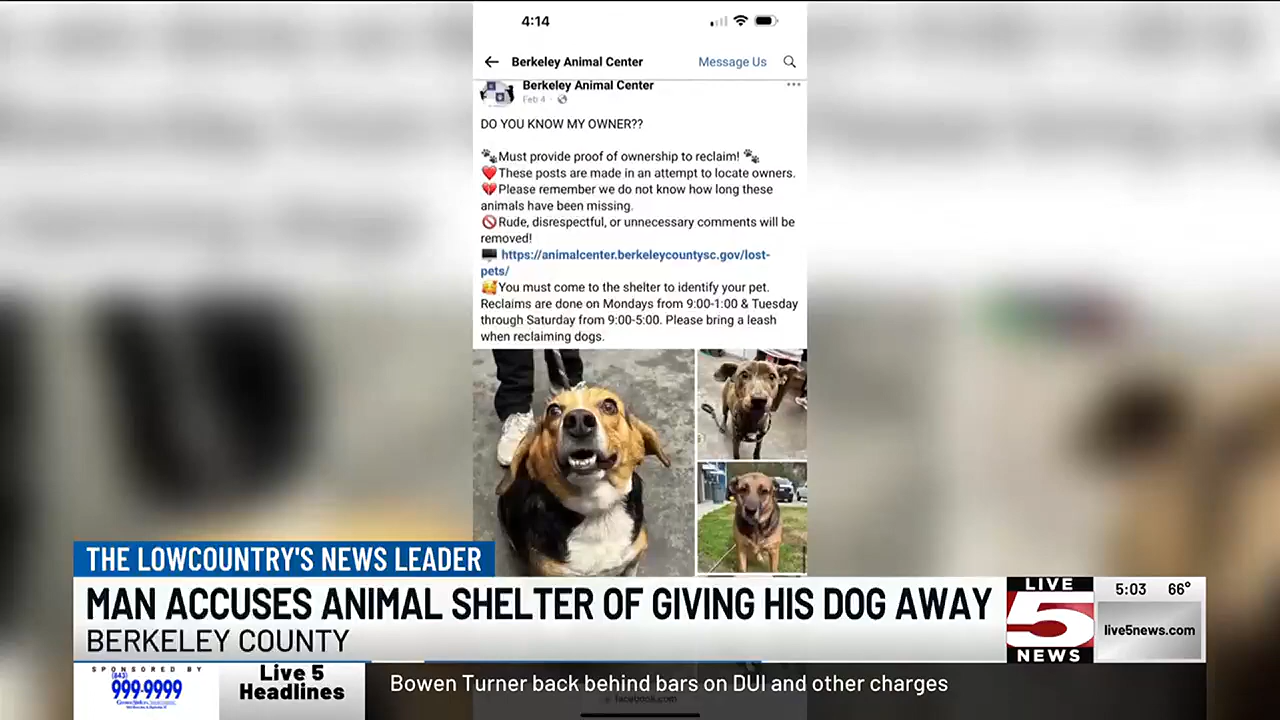 4:14
Berkeley Animal Center
Message Us
Berkeley Animal Center
Feb 4 ·
DO YOU KNOW MY OWNER??
🐾Must provide proof of ownership to reclaim! 🐾
❤️These posts are made in an attempt to locate owners.
💔Please remember we do not know how long these
animals have been missing.
🚫Rude, disrespectful, or unnecessary comments will be
removed!
💻 https://animalcenter.berkeleycountysc.gov/lost-
pets/
🥰You must come to the shelter to identify your pet.
Reclaims are done on Mondays from 9:00-1:00 & Tuesday
through Saturday from 9:00-5:00. Please bring a leash
when reclaiming dogs.
THE LOWCOUNTRY'S NEWS LEADER
MAN ACCUSES ANIMAL SHELTER OF GIVING HIS DOG AWAY
BERKELEY COUNTY
LIVE
5
NEWS
5:03 66°
live5news.com
SPONSORED BY
(843)
999-9999
Live 5
Headlines
Bowen Turner back behind bars on DUI and other charges
facebook.com